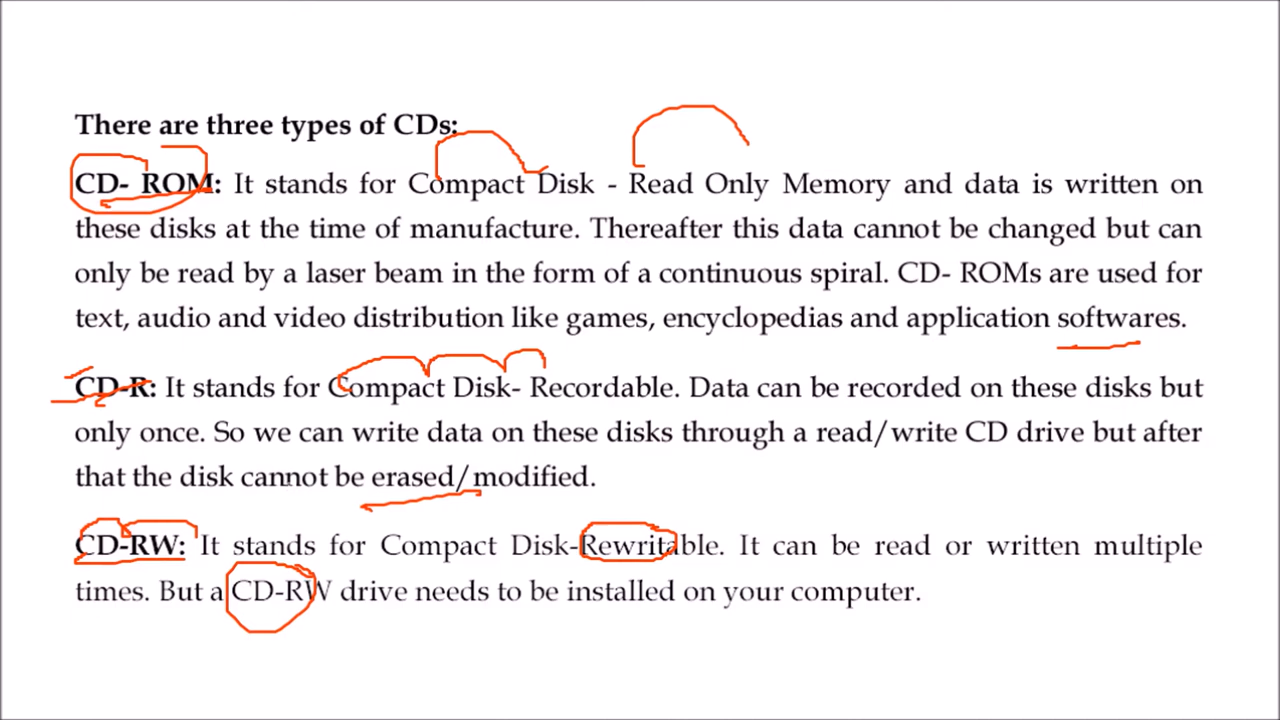 There are three types of CDs:
CD- ROM: It stands for Compact Disk - Read Only Memory and data is written on
these disks at the time of manufacture. Thereafter this data cannot be changed but can
only be read by a laser beam in the form of a continuous spiral. CD- ROMs are used for
text, audio and video distribution like games, encyclopedias and application softwares.
CD-R: It stands for Compact Disk- Recordable. Data can be recorded on these disks but
only once. So we can write data on these disks through a read/write CD drive but after
that the disk cannot be erased/modified.
CD-RW: It stands for Compact Disk-Rewritable. It can be read or written multiple
times. But a CD-RW drive needs to be installed on your computer.